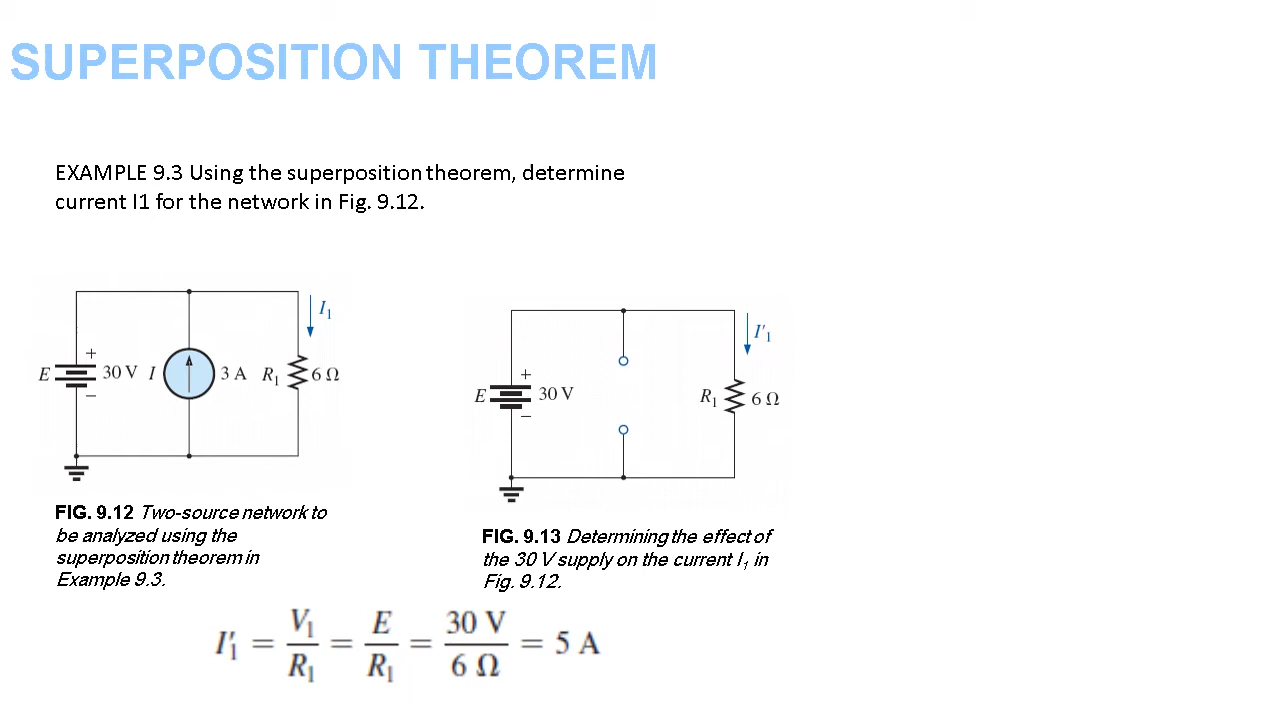 SUPERPOSITION THEOREM
EXAMPLE 9.3 Using the superposition theorem, determine
current I1 for the network in Fig. 9.12.
I₁
E + 30 V − I 3 A R₁ 6 Ω
FIG. 9.12 Two-source network to
be analyzed using the
superposition theorem in
Example 9.3.
I′₁
E + 30 V − R₁ 6 Ω
FIG. 9.13 Determining the effect of
the 30 V supply on the current I₁ in
Fig. 9.12.
I′₁ = V₁/R₁ = E/R₁ = 30 V/6 Ω = 5 A